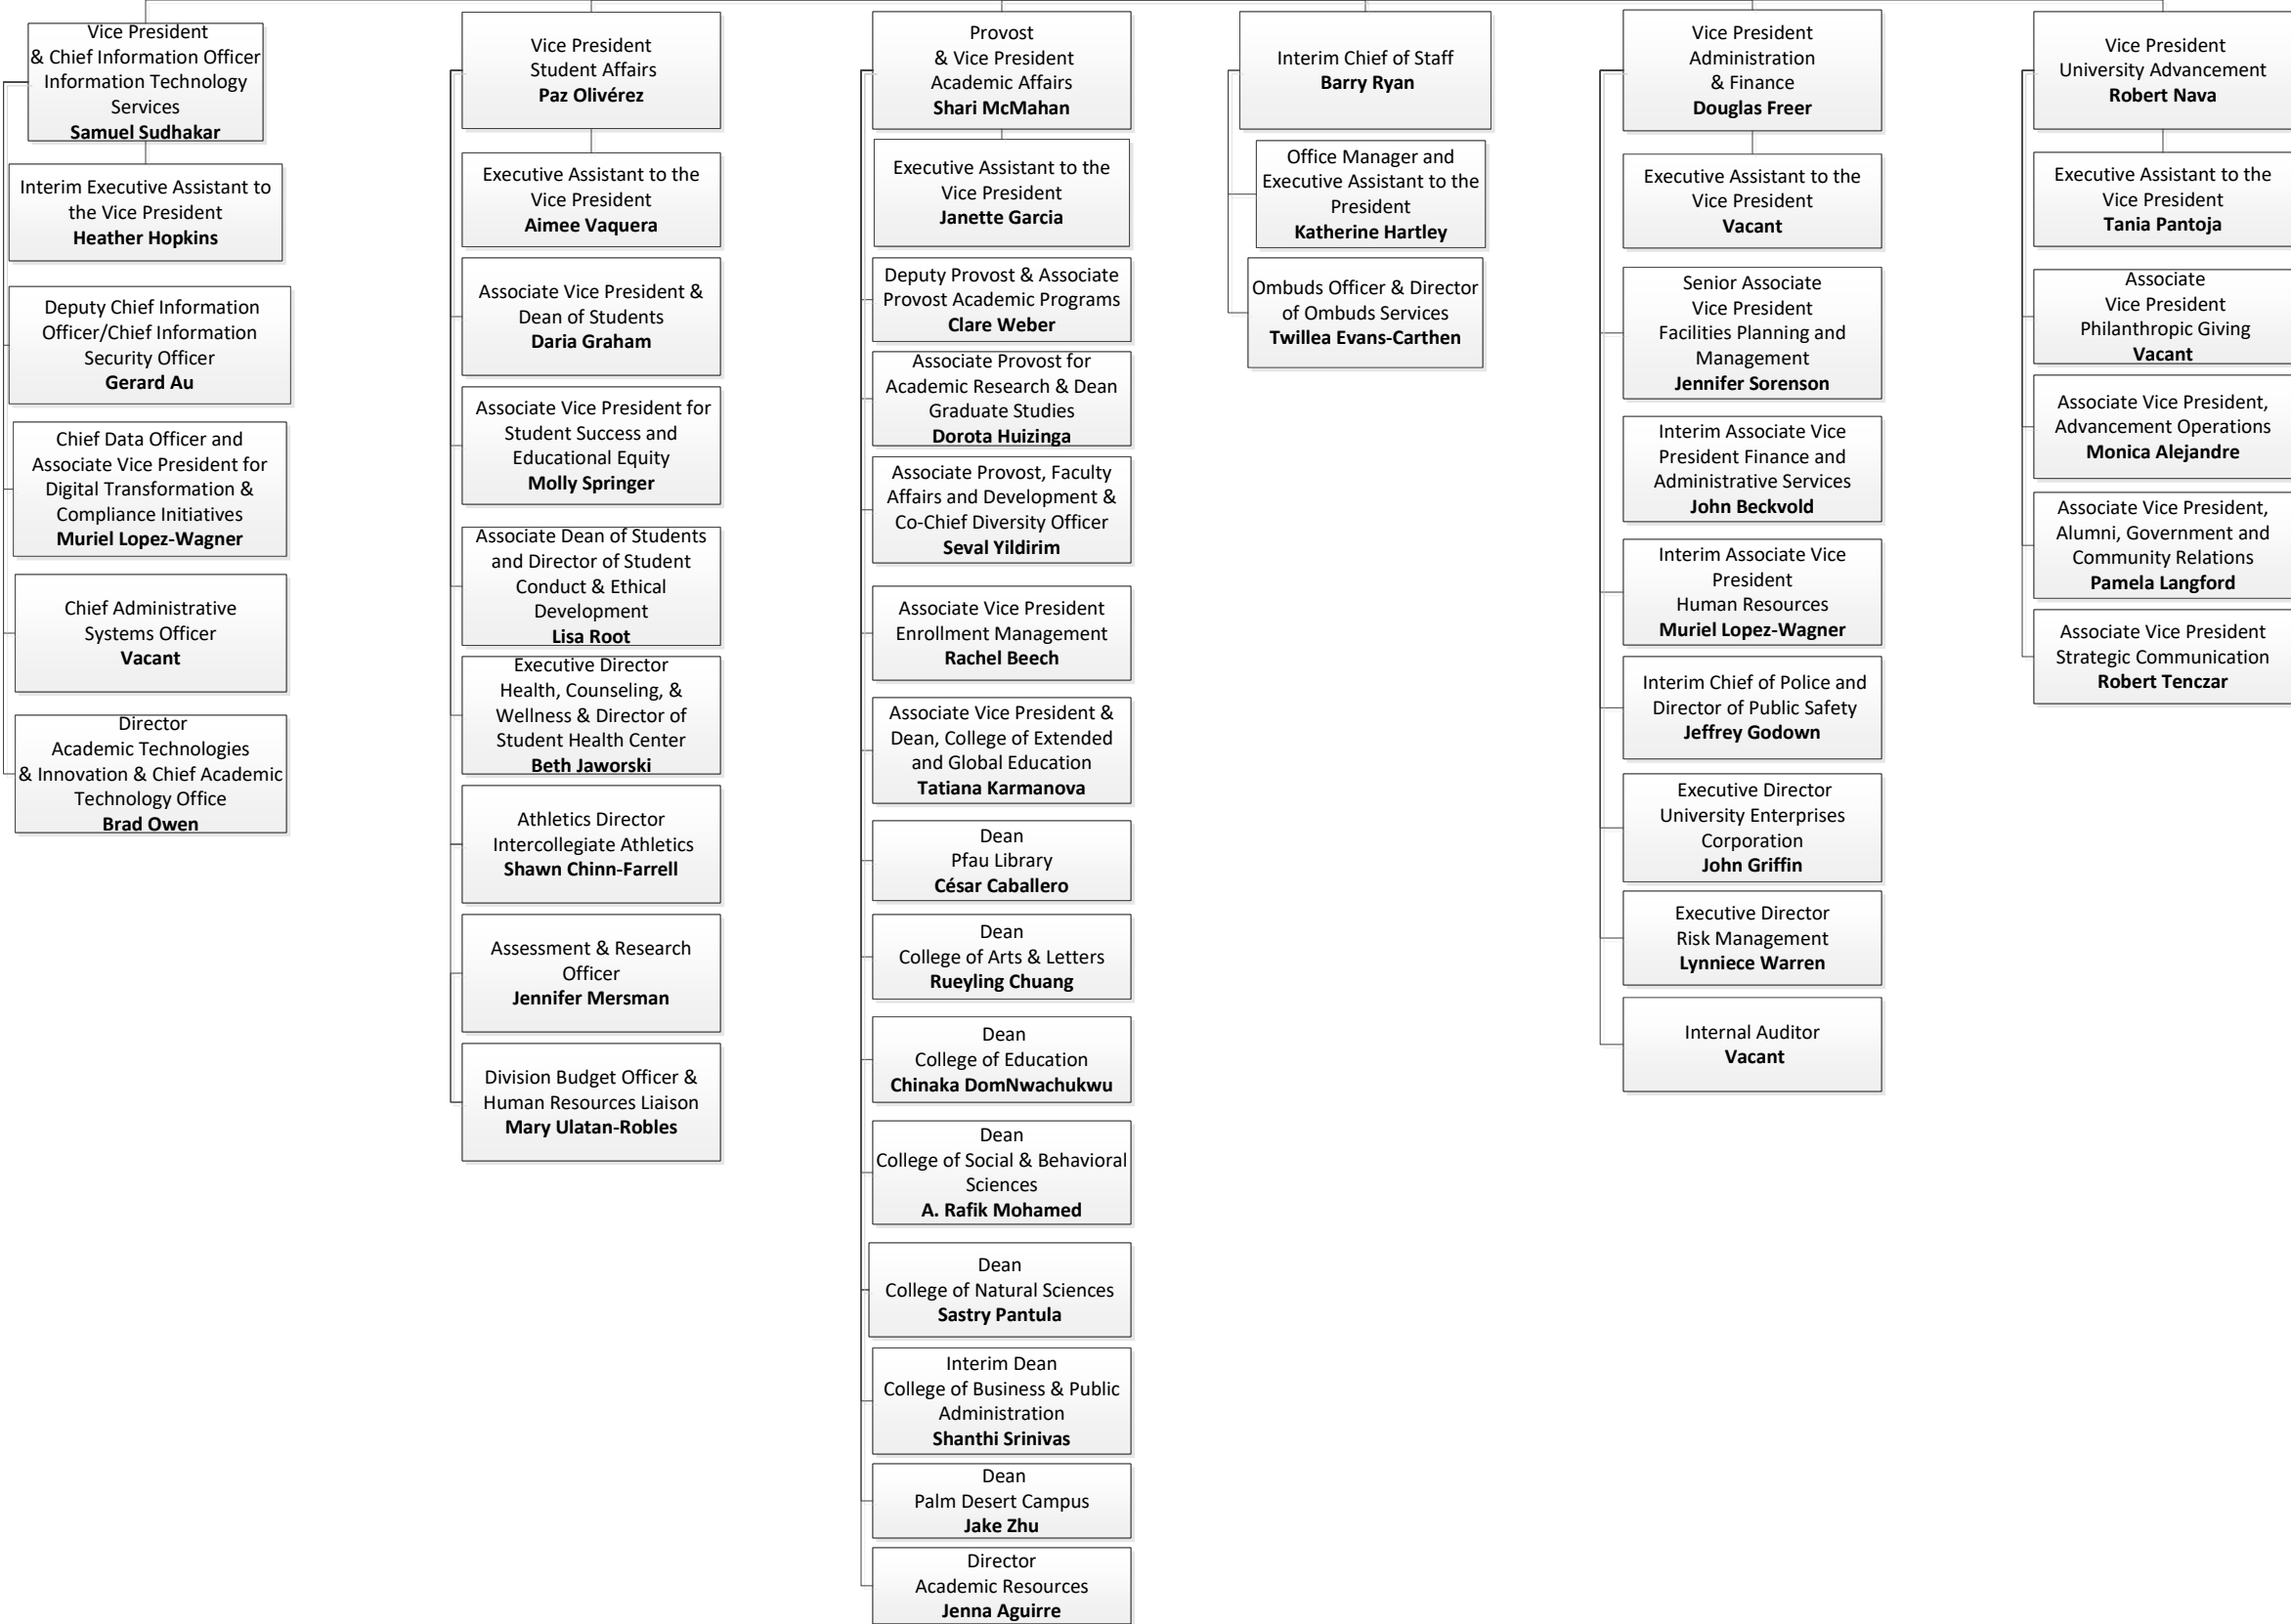 Vice President
& Chief Information Officer
Information Technology
Services
Samuel Sudhakar
Interim Executive Assistant to
the Vice President
Heather Hopkins
Deputy Chief Information
Officer/Chief Information
Security Officer
Gerard Au
Chief Data Officer and
Associate Vice President for
Digital Transformation &
Compliance Initiatives
Muriel Lopez-Wagner
Chief Administrative
Systems Officer
Vacant
Director
Academic Technologies
& Innovation & Chief Academic
Technology Office
Brad Owen
Vice President
Student Affairs
Paz Olivérez
Executive Assistant to the
Vice President
Aimee Vaquera
Associate Vice President &
Dean of Students
Daria Graham
Associate Vice President for
Student Success and
Educational Equity
Molly Springer
Associate Dean of Students
and Director of Student
Conduct & Ethical
Development
Lisa Root
Executive Director
Health, Counseling, &
Wellness & Director of
Student Health Center
Beth Jaworski
Athletics Director
Intercollegiate Athletics
Shawn Chinn-Farrell
Assessment & Research
Officer
Jennifer Mersman
Division Budget Officer &
Human Resources Liaison
Mary Ulatan-Robles
Provost
& Vice President
Academic Affairs
Shari McMahan
Executive Assistant to the
Vice President
Janette Garcia
Deputy Provost & Associate
Provost Academic Programs
Clare Weber
Associate Provost for
Academic Research & Dean
Graduate Studies
Dorota Huizinga
Associate Provost, Faculty
Affairs and Development &
Co-Chief Diversity Officer
Seval Yildirim
Associate Vice President
Enrollment Management
Rachel Beech
Associate Vice President &
Dean, College of Extended
and Global Education
Tatiana Karmanova
Dean
Pfau Library
César Caballero
Dean
College of Arts & Letters
Rueyling Chuang
Dean
College of Education
Chinaka DomNwachukwu
Dean
College of Social & Behavioral
Sciences
A. Rafik Mohamed
Dean
College of Natural Sciences
Sastry Pantula
Interim Dean
College of Business & Public
Administration
Shanthi Srinivas
Dean
Palm Desert Campus
Jake Zhu
Director
Academic Resources
Jenna Aguirre
Interim Chief of Staff
Barry Ryan
Office Manager and
Executive Assistant to the
President
Katherine Hartley
Ombuds Officer & Director
of Ombuds Services
Twillea Evans-Carthen
Vice President
Administration
& Finance
Douglas Freer
Executive Assistant to the
Vice President
Vacant
Senior Associate
Vice President
Facilities Planning and
Management
Jennifer Sorenson
Interim Associate Vice
President Finance and
Administrative Services
John Beckvold
Interim Associate Vice
President
Human Resources
Muriel Lopez-Wagner
Interim Chief of Police and
Director of Public Safety
Jeffrey Godown
Executive Director
University Enterprises
Corporation
John Griffin
Executive Director
Risk Management
Lynniece Warren
Internal Auditor
Vacant
Vice President
University Advancement
Robert Nava
Executive Assistant to the
Vice President
Tania Pantoja
Associate
Vice President
Philanthropic Giving
Vacant
Associate Vice President,
Advancement Operations
Monica Alejandre
Associate Vice President,
Alumni, Government and
Community Relations
Pamela Langford
Associate Vice President
Strategic Communication
Robert Tenczar